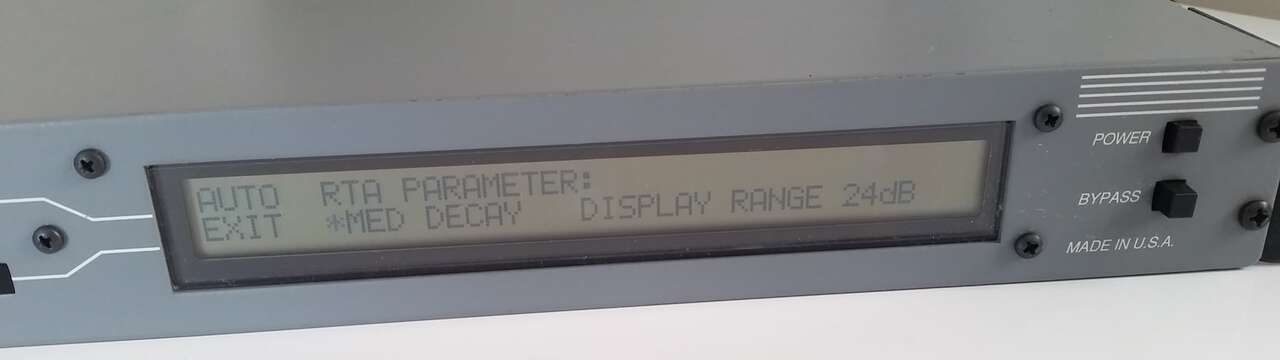 AUTO RTA PARAMETER:
EXIT *MED DECAY DISPLAY RANGE 24dB
POWER
BYPASS
MADE IN U.S.A.